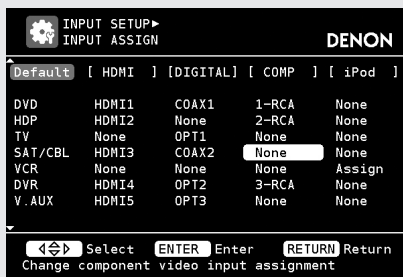 INPUT SETUP▶
INPUT ASSIGN
DENON
Default [ HDMI ] [DIGITAL] [ COMP ] [ iPod ]
DVD HDMI1 COAX1 1-RCA None
HDP HDMI2 None 2-RCA None
TV None OPT1 None None
SAT/CBL HDMI3 COAX2 None None
VCR None None None Assign
DVR HDMI4 OPT2 3-RCA None
V.AUX HDMI5 OPT3 None None
Select ENTER Enter RETURN Return
Change component video input assignment